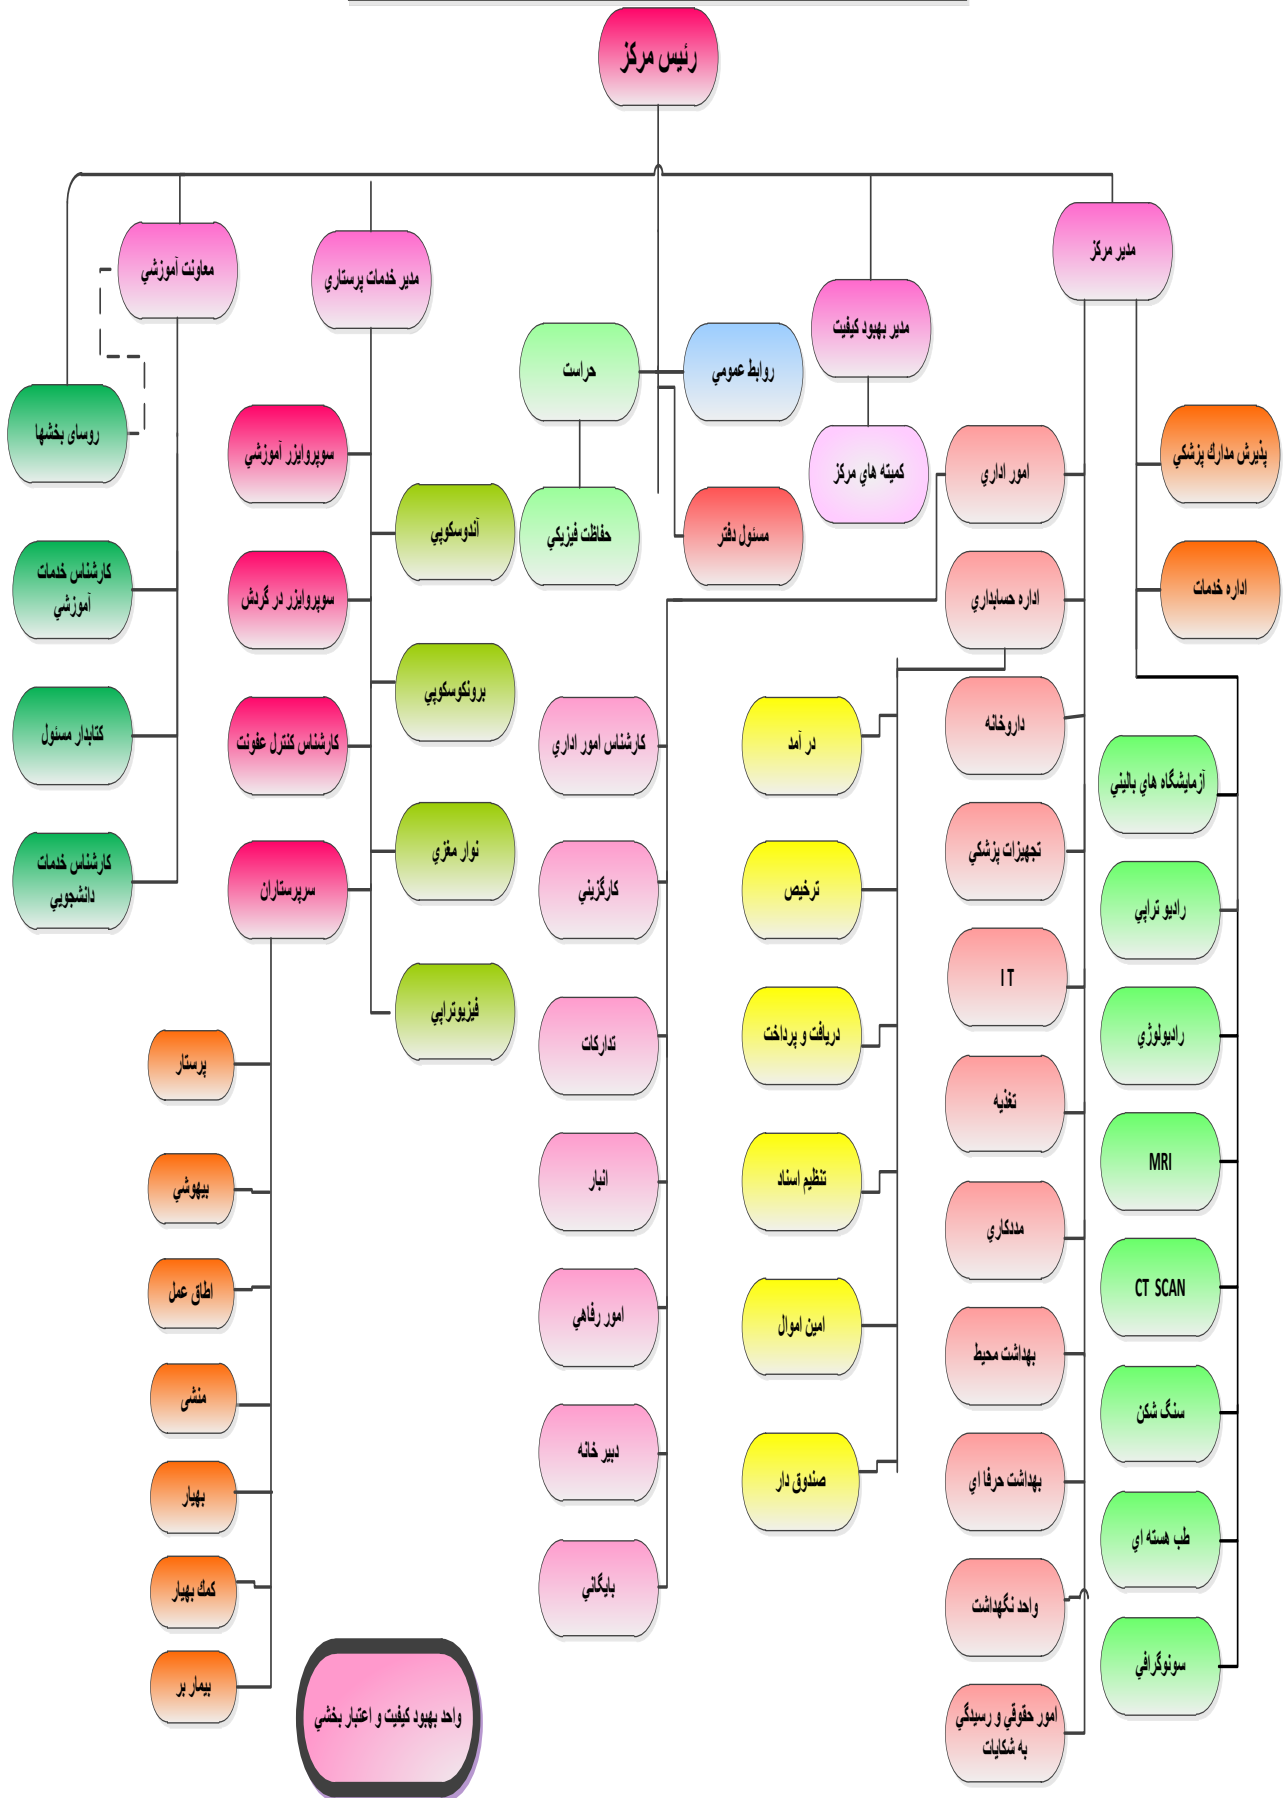 رئيس مركز
مدير مركز
مدير بهبود كيفيت
مدير خدمات پرستاري
معاونت آموزشي
روسای بخشها
حراست
روابط عمومي
حفاظت فيزيكي
مسئول دفتر
كميته هاي مركز
پذيرش مدارك پزشكي
اداره خدمات
آزمايشگاه هاي باليني
راديو تراپي
راديولوژي
MRI
CT SCAN
سنگ شكن
طب هسته اي
سونوگرافي
امور اداري
اداره حسابداري
داروخانه
تجهيزات پزشكي
I T
تغذيه
مددكاري
بهداشت محيط
بهداشت حرفا اي
واحد نگهداشت
امور حقوقي و رسيدگي
به شكايات
در آمد
ترخيص
دريافت و پرداخت
تنظيم اسناد
امين اموال
صندوق دار
كارشناس امور اداري
كارگزيني
تداركات
انبار
امور رفاهي
دبير خانه
بايگاني
آندوسكوپي
برونكوسكوپي
نوار مغزي
فيزيوتراپي
سوپروايزر آموزشي
سوپروايزر در گردش
كارشناس كنترل عفونت
سرپرستاران
پرستار
بيهوشي
اطاق عمل
منشی
بهيار
كمك بهيار
بيمار بر
كارشناس خدمات
آموزشي
كتابدار مسئول
كارشناس خدمات
دانشجويي
واحد بهبود كيفيت و اعتبار بخشي